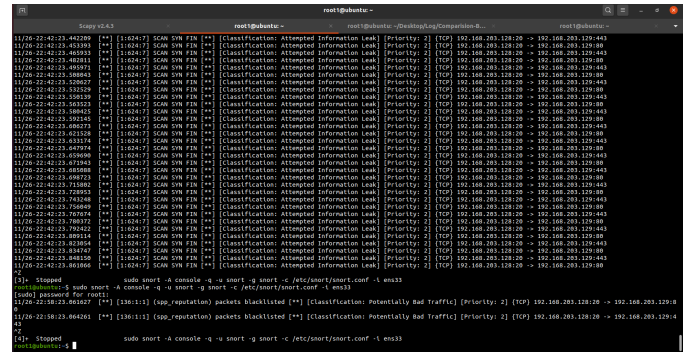 root1@ubuntu: ~
Scapy v2.4.3
root1@ubuntu: ~
root1@ubuntu: ~/Desktop/Log/Comparision-B...
root1@ubuntu: ~
11/26-22:42:23.442209 [**] [1:624:7] SCAN SYN FIN [**] [Classification: Attempted Information Leak] [Priority: 2] {TCP} 192.168.203.128:20 -> 192.168.203.129:443
11/26-22:42:23.453393 [**] [1:624:7] SCAN SYN FIN [**] [Classification: Attempted Information Leak] [Priority: 2] {TCP} 192.168.203.128:20 -> 192.168.203.129:80
11/26-22:42:23.465933 [**] [1:624:7] SCAN SYN FIN [**] [Classification: Attempted Information Leak] [Priority: 2] {TCP} 192.168.203.128:20 -> 192.168.203.129:443
11/26-22:42:23.482811 [**] [1:624:7] SCAN SYN FIN [**] [Classification: Attempted Information Leak] [Priority: 2] {TCP} 192.168.203.128:20 -> 192.168.203.129:80
11/26-22:42:23.495971 [**] [1:624:7] SCAN SYN FIN [**] [Classification: Attempted Information Leak] [Priority: 2] {TCP} 192.168.203.128:20 -> 192.168.203.129:443
11/26-22:42:23.508043 [**] [1:624:7] SCAN SYN FIN [**] [Classification: Attempted Information Leak] [Priority: 2] {TCP} 192.168.203.128:20 -> 192.168.203.129:80
11/26-22:42:23.520627 [**] [1:624:7] SCAN SYN FIN [**] [Classification: Attempted Information Leak] [Priority: 2] {TCP} 192.168.203.128:20 -> 192.168.203.129:443
11/26-22:42:23.532529 [**] [1:624:7] SCAN SYN FIN [**] [Classification: Attempted Information Leak] [Priority: 2] {TCP} 192.168.203.128:20 -> 192.168.203.129:80
11/26-22:42:23.550139 [**] [1:624:7] SCAN SYN FIN [**] [Classification: Attempted Information Leak] [Priority: 2] {TCP} 192.168.203.128:20 -> 192.168.203.129:443
11/26-22:42:23.563523 [**] [1:624:7] SCAN SYN FIN [**] [Classification: Attempted Information Leak] [Priority: 2] {TCP} 192.168.203.128:20 -> 192.168.203.129:80
11/26-22:42:23.580425 [**] [1:624:7] SCAN SYN FIN [**] [Classification: Attempted Information Leak] [Priority: 2] {TCP} 192.168.203.128:20 -> 192.168.203.129:443
11/26-22:42:23.592145 [**] [1:624:7] SCAN SYN FIN [**] [Classification: Attempted Information Leak] [Priority: 2] {TCP} 192.168.203.128:20 -> 192.168.203.129:80
11/26-22:42:23.606273 [**] [1:624:7] SCAN SYN FIN [**] [Classification: Attempted Information Leak] [Priority: 2] {TCP} 192.168.203.128:20 -> 192.168.203.129:443
11/26-22:42:23.621528 [**] [1:624:7] SCAN SYN FIN [**] [Classification: Attempted Information Leak] [Priority: 2] {TCP} 192.168.203.128:20 -> 192.168.203.129:80
11/26-22:42:23.633174 [**] [1:624:7] SCAN SYN FIN [**] [Classification: Attempted Information Leak] [Priority: 2] {TCP} 192.168.203.128:20 -> 192.168.203.129:443
11/26-22:42:23.647974 [**] [1:624:7] SCAN SYN FIN [**] [Classification: Attempted Information Leak] [Priority: 2] {TCP} 192.168.203.128:20 -> 192.168.203.129:80
11/26-22:42:23.659690 [**] [1:624:7] SCAN SYN FIN [**] [Classification: Attempted Information Leak] [Priority: 2] {TCP} 192.168.203.128:20 -> 192.168.203.129:443
11/26-22:42:23.671943 [**] [1:624:7] SCAN SYN FIN [**] [Classification: Attempted Information Leak] [Priority: 2] {TCP} 192.168.203.128:20 -> 192.168.203.129:80
11/26-22:42:23.685088 [**] [1:624:7] SCAN SYN FIN [**] [Classification: Attempted Information Leak] [Priority: 2] {TCP} 192.168.203.128:20 -> 192.168.203.129:443
11/26-22:42:23.698723 [**] [1:624:7] SCAN SYN FIN [**] [Classification: Attempted Information Leak] [Priority: 2] {TCP} 192.168.203.128:20 -> 192.168.203.129:80
11/26-22:42:23.715802 [**] [1:624:7] SCAN SYN FIN [**] [Classification: Attempted Information Leak] [Priority: 2] {TCP} 192.168.203.128:20 -> 192.168.203.129:443
11/26-22:42:23.728953 [**] [1:624:7] SCAN SYN FIN [**] [Classification: Attempted Information Leak] [Priority: 2] {TCP} 192.168.203.128:20 -> 192.168.203.129:80
11/26-22:42:23.743248 [**] [1:624:7] SCAN SYN FIN [**] [Classification: Attempted Information Leak] [Priority: 2] {TCP} 192.168.203.128:20 -> 192.168.203.129:443
11/26-22:42:23.756049 [**] [1:624:7] SCAN SYN FIN [**] [Classification: Attempted Information Leak] [Priority: 2] {TCP} 192.168.203.128:20 -> 192.168.203.129:80
11/26-22:42:23.767674 [**] [1:624:7] SCAN SYN FIN [**] [Classification: Attempted Information Leak] [Priority: 2] {TCP} 192.168.203.128:20 -> 192.168.203.129:443
11/26-22:42:23.780372 [**] [1:624:7] SCAN SYN FIN [**] [Classification: Attempted Information Leak] [Priority: 2] {TCP} 192.168.203.128:20 -> 192.168.203.129:80
11/26-22:42:23.792422 [**] [1:624:7] SCAN SYN FIN [**] [Classification: Attempted Information Leak] [Priority: 2] {TCP} 192.168.203.128:20 -> 192.168.203.129:443
11/26-22:42:23.809114 [**] [1:624:7] SCAN SYN FIN [**] [Classification: Attempted Information Leak] [Priority: 2] {TCP} 192.168.203.128:20 -> 192.168.203.129:80
11/26-22:42:23.823054 [**] [1:624:7] SCAN SYN FIN [**] [Classification: Attempted Information Leak] [Priority: 2] {TCP} 192.168.203.128:20 -> 192.168.203.129:443
11/26-22:42:23.834747 [**] [1:624:7] SCAN SYN FIN [**] [Classification: Attempted Information Leak] [Priority: 2] {TCP} 192.168.203.128:20 -> 192.168.203.129:80
11/26-22:42:23.848150 [**] [1:624:7] SCAN SYN FIN [**] [Classification: Attempted Information Leak] [Priority: 2] {TCP} 192.168.203.128:20 -> 192.168.203.129:443
11/26-22:42:23.861066 [**] [1:624:7] SCAN SYN FIN [**] [Classification: Attempted Information Leak] [Priority: 2] {TCP} 192.168.203.128:20 -> 192.168.203.129:80
^Z
[3]+ Stopped sudo snort -A console -q -u snort -g snort -c /etc/snort/snort.conf -i ens33
root1@ubuntu:~$ sudo snort -A console -q -u snort -g snort -c /etc/snort/snort.conf -i ens33
[sudo] password for root1:
11/26-22:58:23.061627 [**] [136:1:1] (spp_reputation) packets blacklisted [**] [Classification: Potentially Bad Traffic] [Priority: 2] {TCP} 192.168.203.128:20 -> 192.168.203.129:8
0
11/26-22:58:23.064261 [**] [136:1:1] (spp_reputation) packets blacklisted [**] [Classification: Potentially Bad Traffic] [Priority: 2] {TCP} 192.168.203.128:20 -> 192.168.203.129:4
43
^Z
[4]+ Stopped sudo snort -A console -q -u snort -g snort -c /etc/snort/snort.conf -i ens33
root1@ubuntu:~$